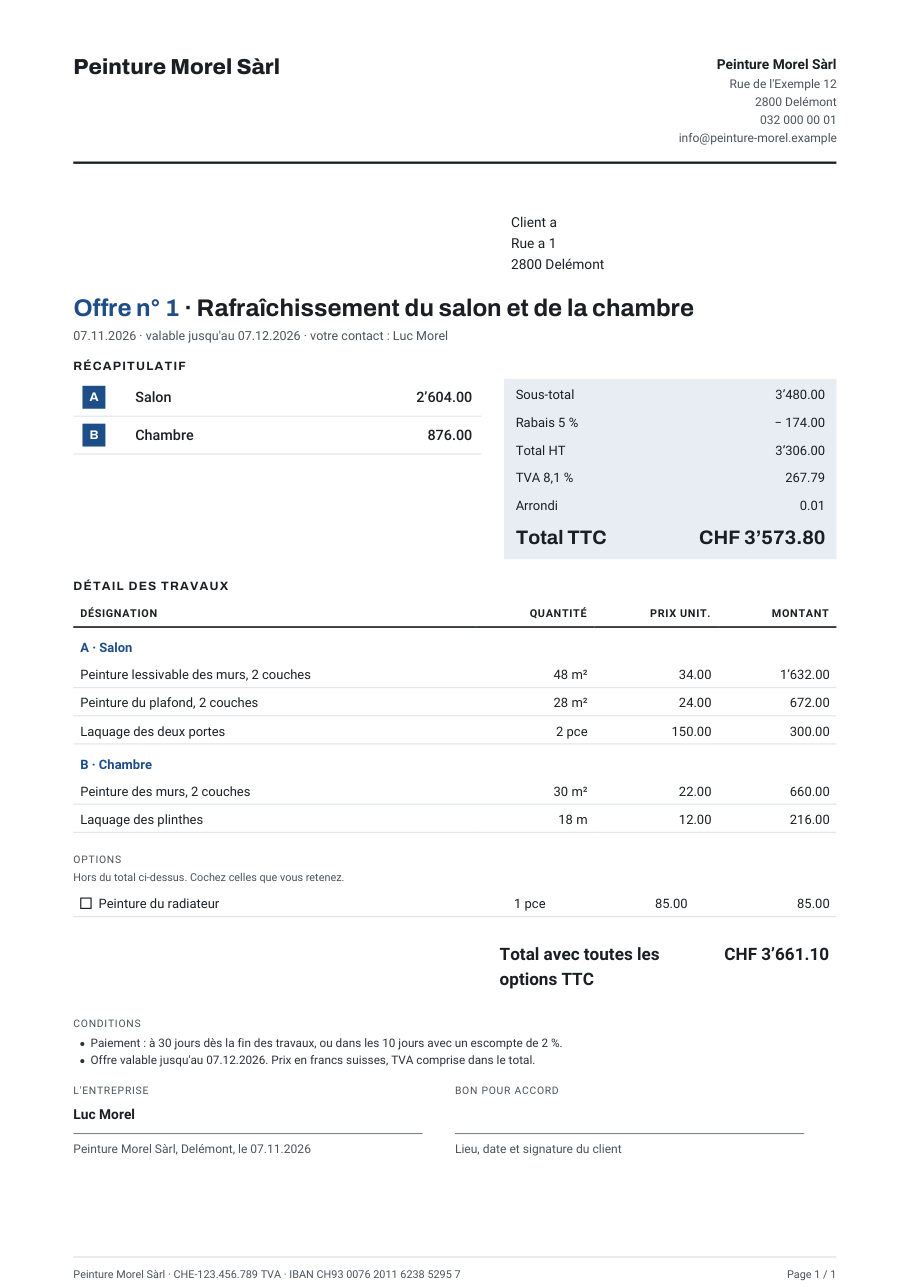 Peinture Morel Sàrl
Peinture Morel Sàrl
Rue de l'Exemple 12
2800 Delémont
032 000 00 01
info@peinture-morel.example
Client a
Rue a 1
2800 Delémont
Offre n° 1 · Rafraîchissement du salon et de la chambre
07.11.2026 · valable jusqu'au 07.12.2026 · votre contact : Luc Morel
RÉCAPITULATIF
A Salon 2’604.00
B Chambre 876.00
Sous-total 3’480.00
Rabais 5 % − 174.00
Total HT 3’306.00
TVA 8,1 % 267.79
Arrondi 0.01
Total TTC CHF 3’573.80
DÉTAIL DES TRAVAUX
DÉSIGNATION QUANTITÉ PRIX UNIT. MONTANT
A · Salon
Peinture lessivable des murs, 2 couches 48 m² 34.00 1’632.00
Peinture du plafond, 2 couches 28 m² 24.00 672.00
Laquage des deux portes 2 pce 150.00 300.00
B · Chambre
Peinture des murs, 2 couches 30 m² 22.00 660.00
Laquage des plinthes 18 m 12.00 216.00
OPTIONS
Hors du total ci-dessus. Cochez celles que vous retenez.
☐ Peinture du radiateur 1 pce 85.00 85.00
Total avec toutes les CHF 3’661.10
options TTC
CONDITIONS
• Paiement : à 30 jours dès la fin des travaux, ou dans les 10 jours avec un escompte de 2 %.
• Offre valable jusqu'au 07.12.2026. Prix en francs suisses, TVA comprise dans le total.
L'ENTREPRISE BON POUR ACCORD
Luc Morel
Peinture Morel Sàrl, Delémont, le 07.11.2026 Lieu, date et signature du client
Peinture Morel Sàrl · CHE-123.456.789 TVA · IBAN CH93 0076 2011 6238 5295 7 Page 1 / 1